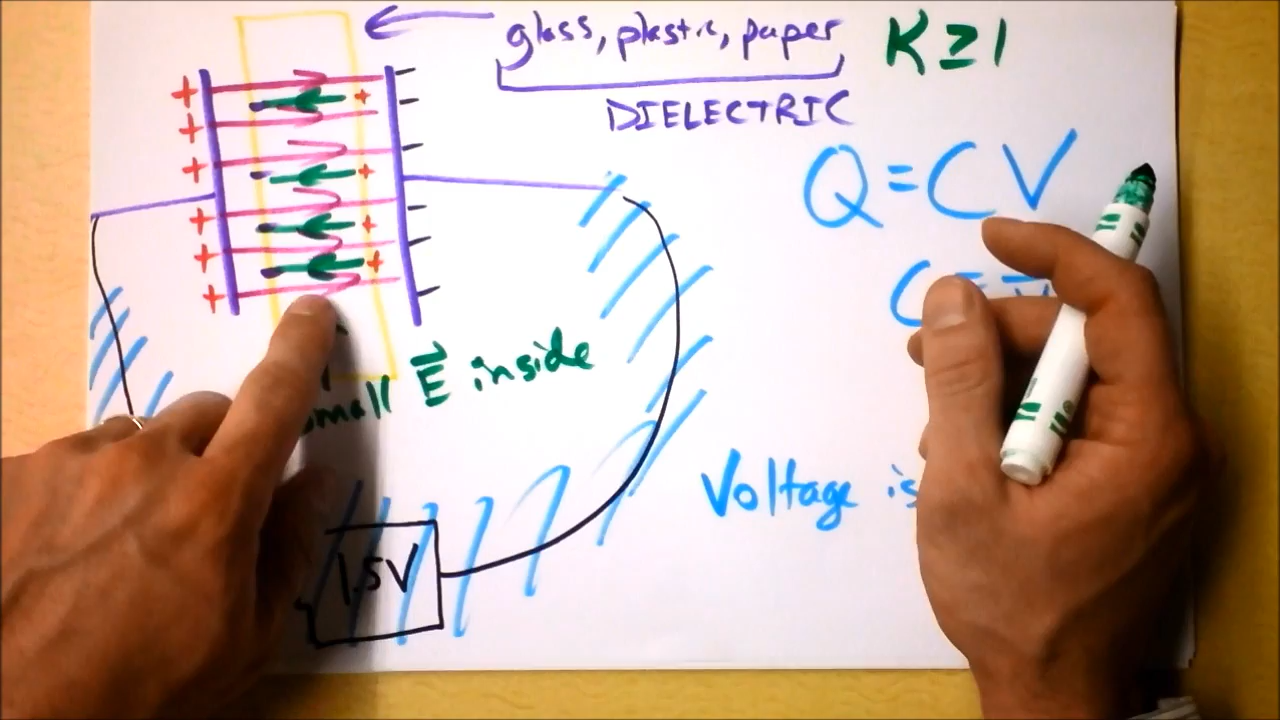 glass, plastic, paper
K ≥ 1
DIELECTRIC
Q = CV
C =
small E⃗ inside
Voltage is
1.5V
+ + + + + +
+ + + +
- - - - - -